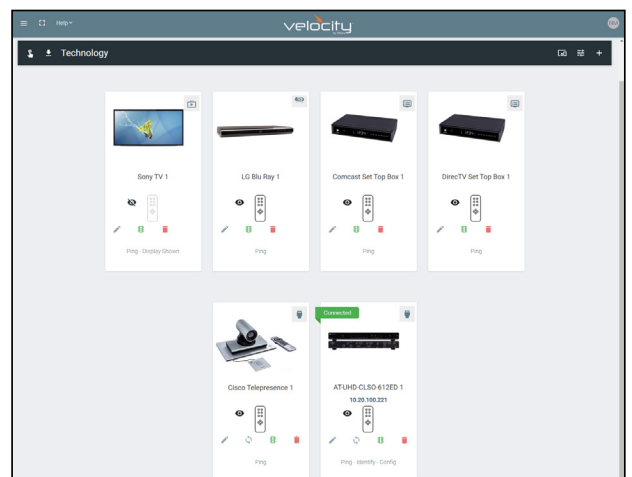 Help
velocity
Technology
Sony TV 1
LG Blu Ray 1
Comcast Set Top Box 1
DirecTV Set Top Box 1
Ping - Display Shown
Ping
Ping
Ping
Connected
Cisco Telepresence 1
AT-UHD-CLSO-612ED 1
10.20.100.221
Ping
Ping - Identify - Config